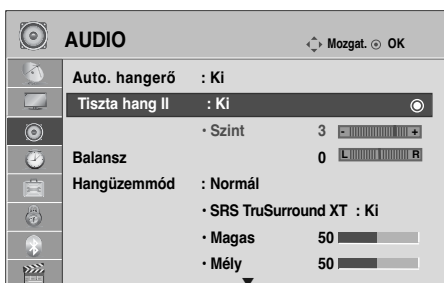 AUDIO Mozgat. OK
Auto. hangerő : Ki
Tiszta hang II : Ki
• Szint 3 - +
Balansz 0 L R
Hangüzemmód : Normál
• SRS TruSurround XT : Ki
• Magas 50
• Mély 50